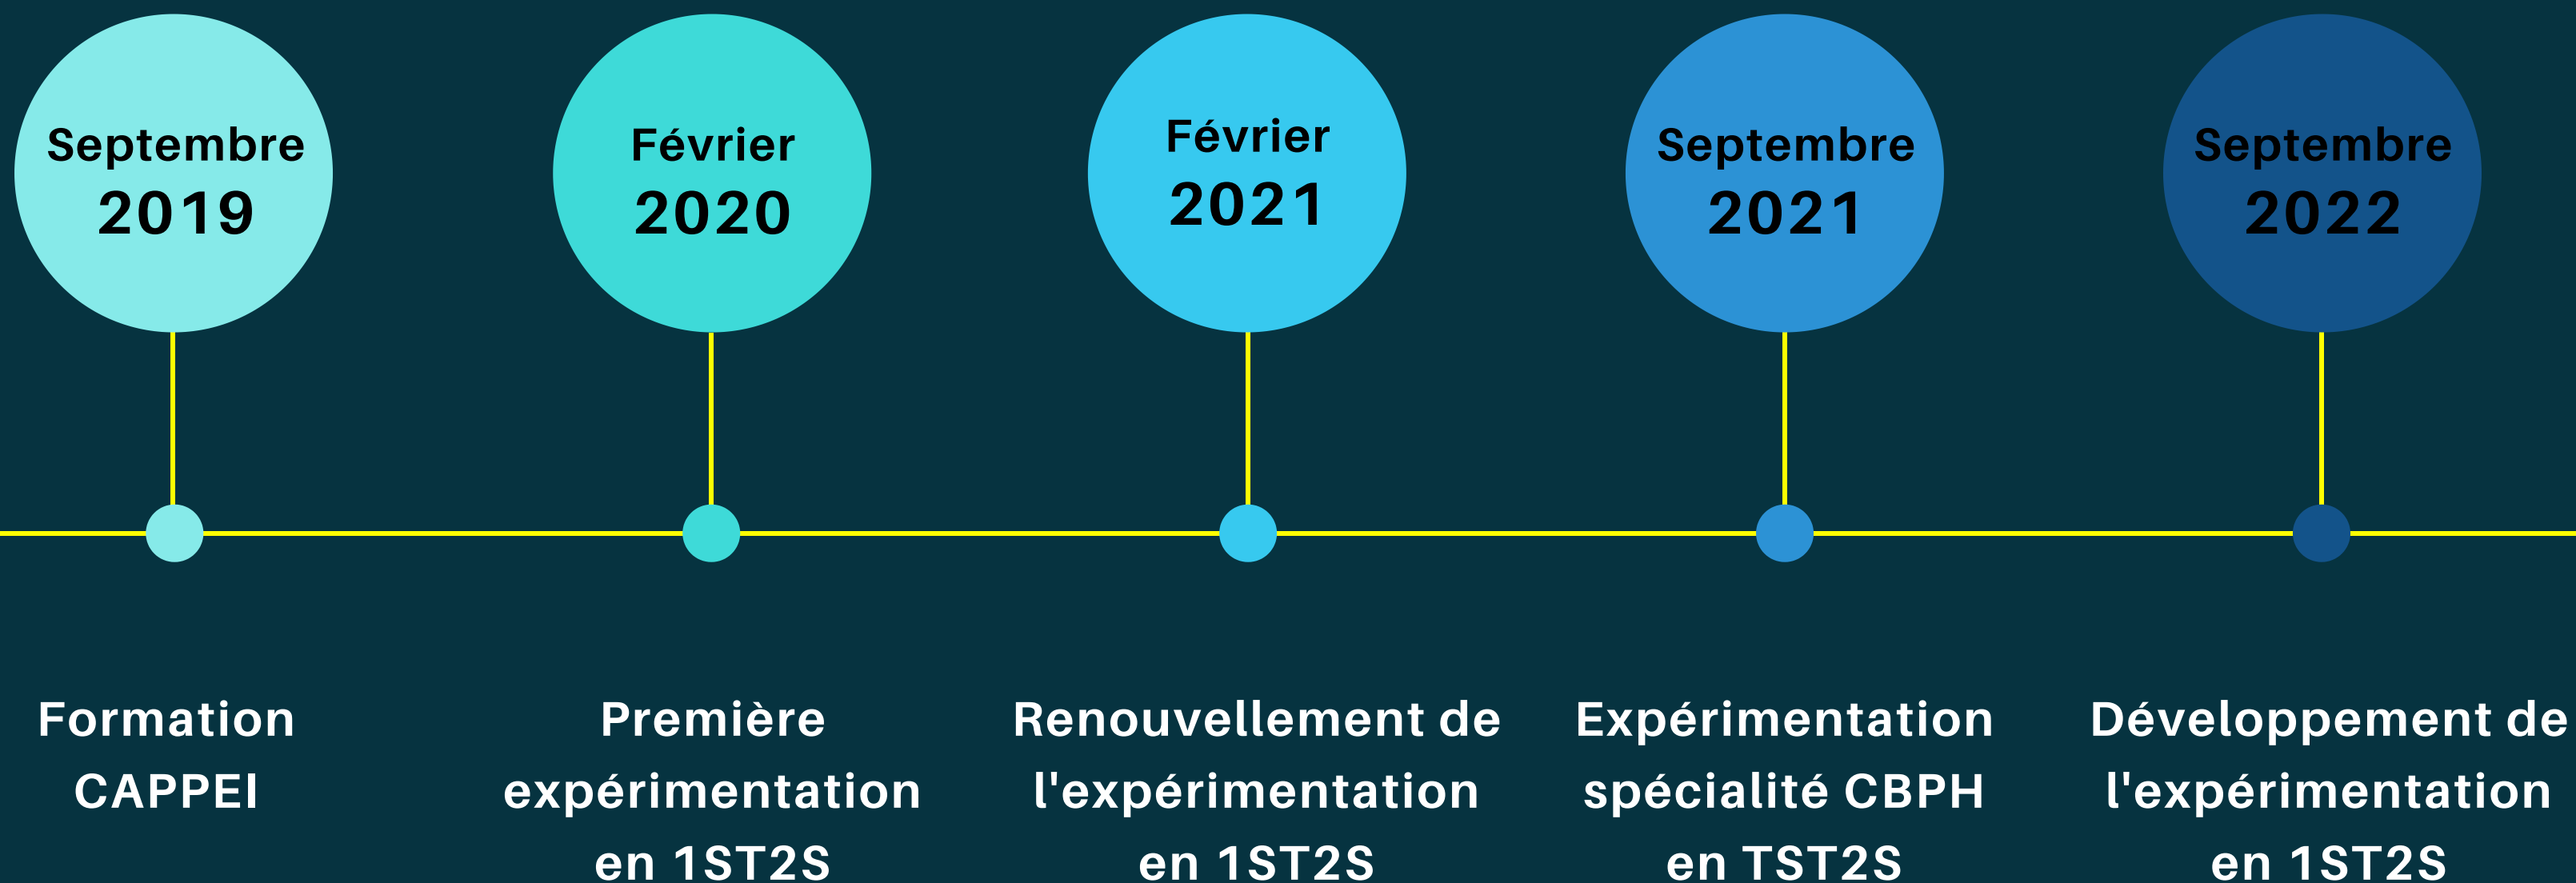 Septembre
2019
Février
2020
Février
2021
Septembre
2021
Septembre
2022
Formation
CAPPEI
Première
expérimentation
en 1ST2S
Renouvellement de
l'expérimentation
en 1ST2S
Expérimentation
spécialité CBPH
en TST2S
Développement de
l'expérimentation
en 1ST2S